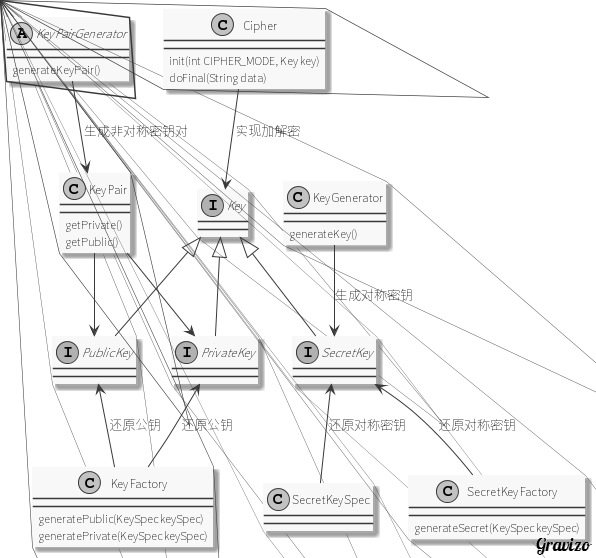 A KeyPairGenerator
generateKeyPair()
C Cipher
init(int CIPHER_MODE, Key key)
doFinal(String data)
生成非对称密钥对
实现加解密
C KeyPair
getPrivate()
getPublic()
I Key
C KeyGenerator
generateKey()
生成对称密钥
I PublicKey
I PrivateKey
I SecretKey
还原公钥
还原公钥
还原对称密钥
还原对称密钥
C KeyFactory
generatePublic(KeySpec keySpec)
generatePrivate(KeySpec keySpec)
C SecretKeySpec
C SecretKeyFactory
generateSecret(KeySpec keySpec)
Gravizo